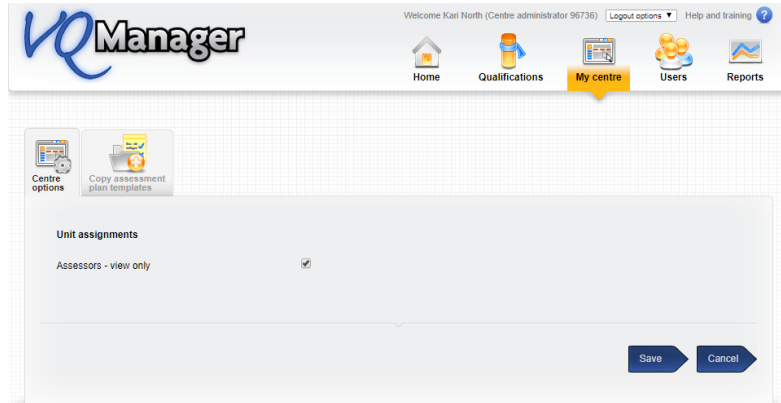 VQManager
Welcome Kari North (Centre administrator 96736) Logout options ▼ Help and training ?
Home Qualifications My centre Users Reports
Centre options
Copy assessment plan templates
Unit assignments
Assessors - view only
Save Cancel